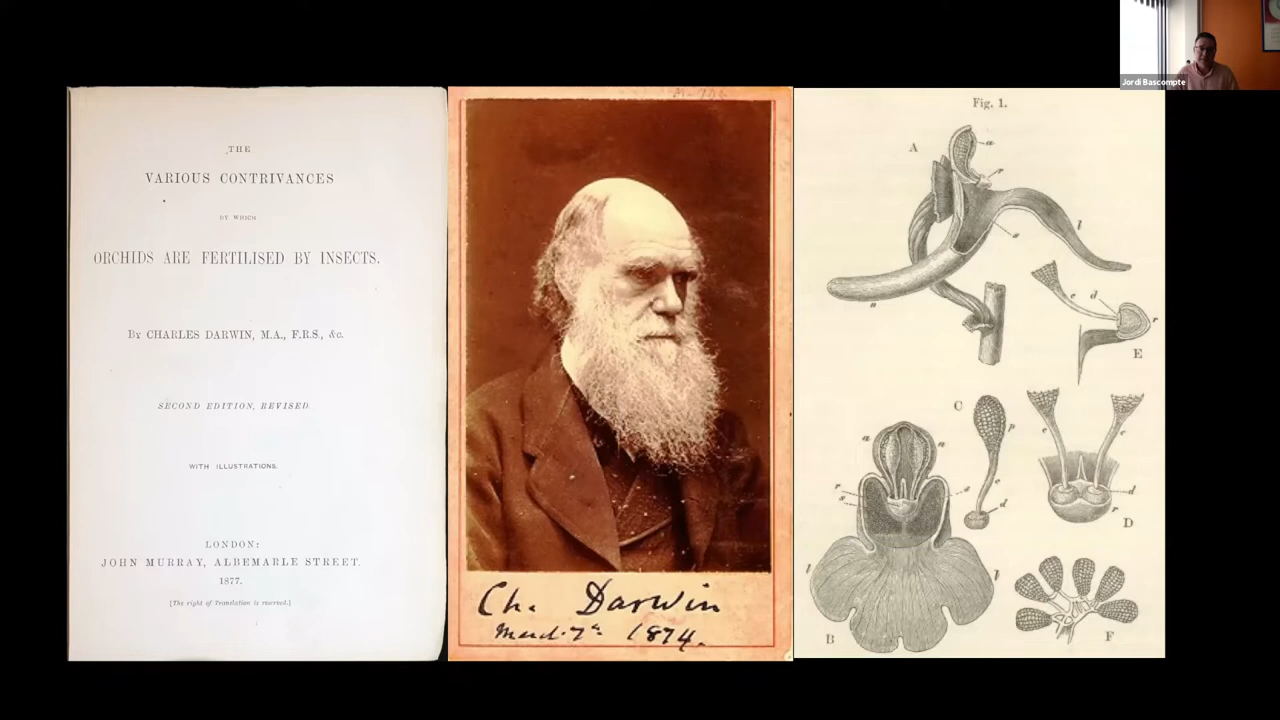 Jordi Bascompte
THE
VARIOUS CONTRIVANCES
BY WHICH
ORCHIDS ARE FERTILISED BY INSECTS.
By CHARLES DARWIN, M.A., F.R.S., &c.
SECOND EDITION, REVISED.
WITH ILLUSTRATIONS.
LONDON:
JOHN MURRAY, ALBEMARLE STREET.
1877.
[The right of Translation is reserved.]
Ch. Darwin
March 7th 1874.
Fig. 1.
A
a
r
s
l
n
c
d
r
E
C
a
a
p
c
c
r
s
s
c
d
d
r
D
l
l
B
F